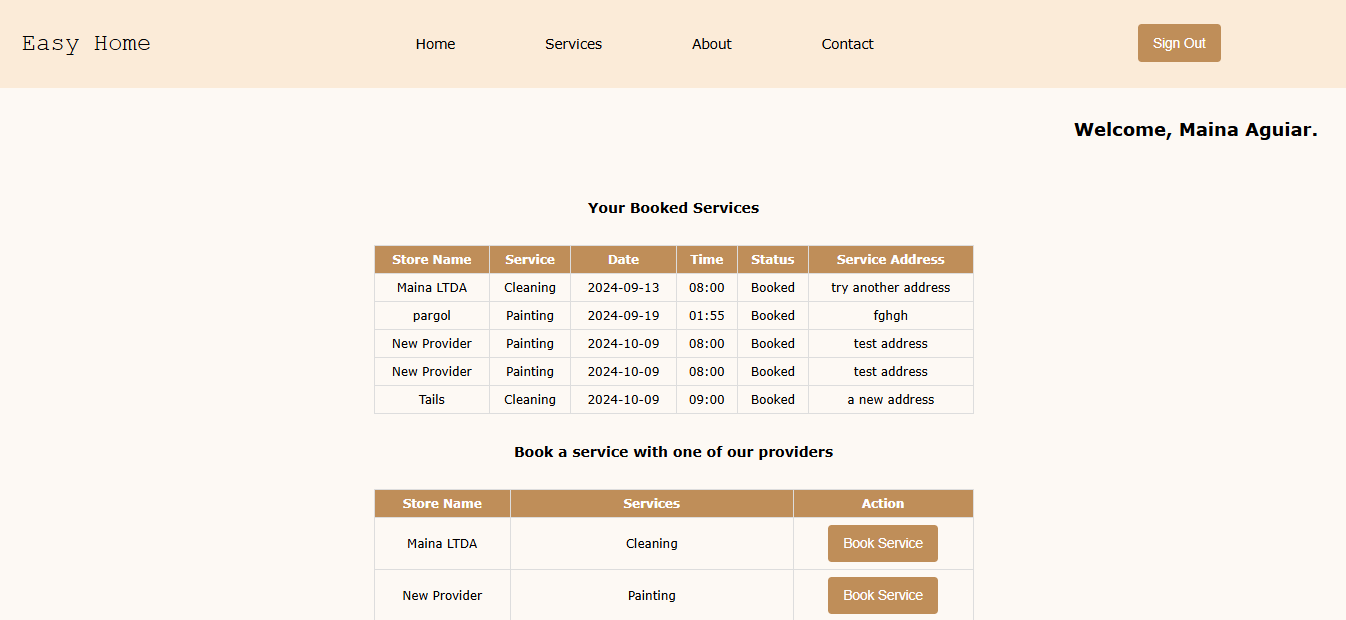 Easy Home Home Services About Contact Sign Out
Welcome, Maina Aguiar.
Your Booked Services
Store Name Service Date Time Status Service Address
Maina LTDA Cleaning 2024-09-13 08:00 Booked try another address
pargol Painting 2024-09-19 01:55 Booked fghgh
New Provider Painting 2024-10-09 08:00 Booked test address
New Provider Painting 2024-10-09 08:00 Booked test address
Tails Cleaning 2024-10-09 09:00 Booked a new address
Book a service with one of our providers
Store Name Services Action
Maina LTDA Cleaning Book Service
New Provider Painting Book Service